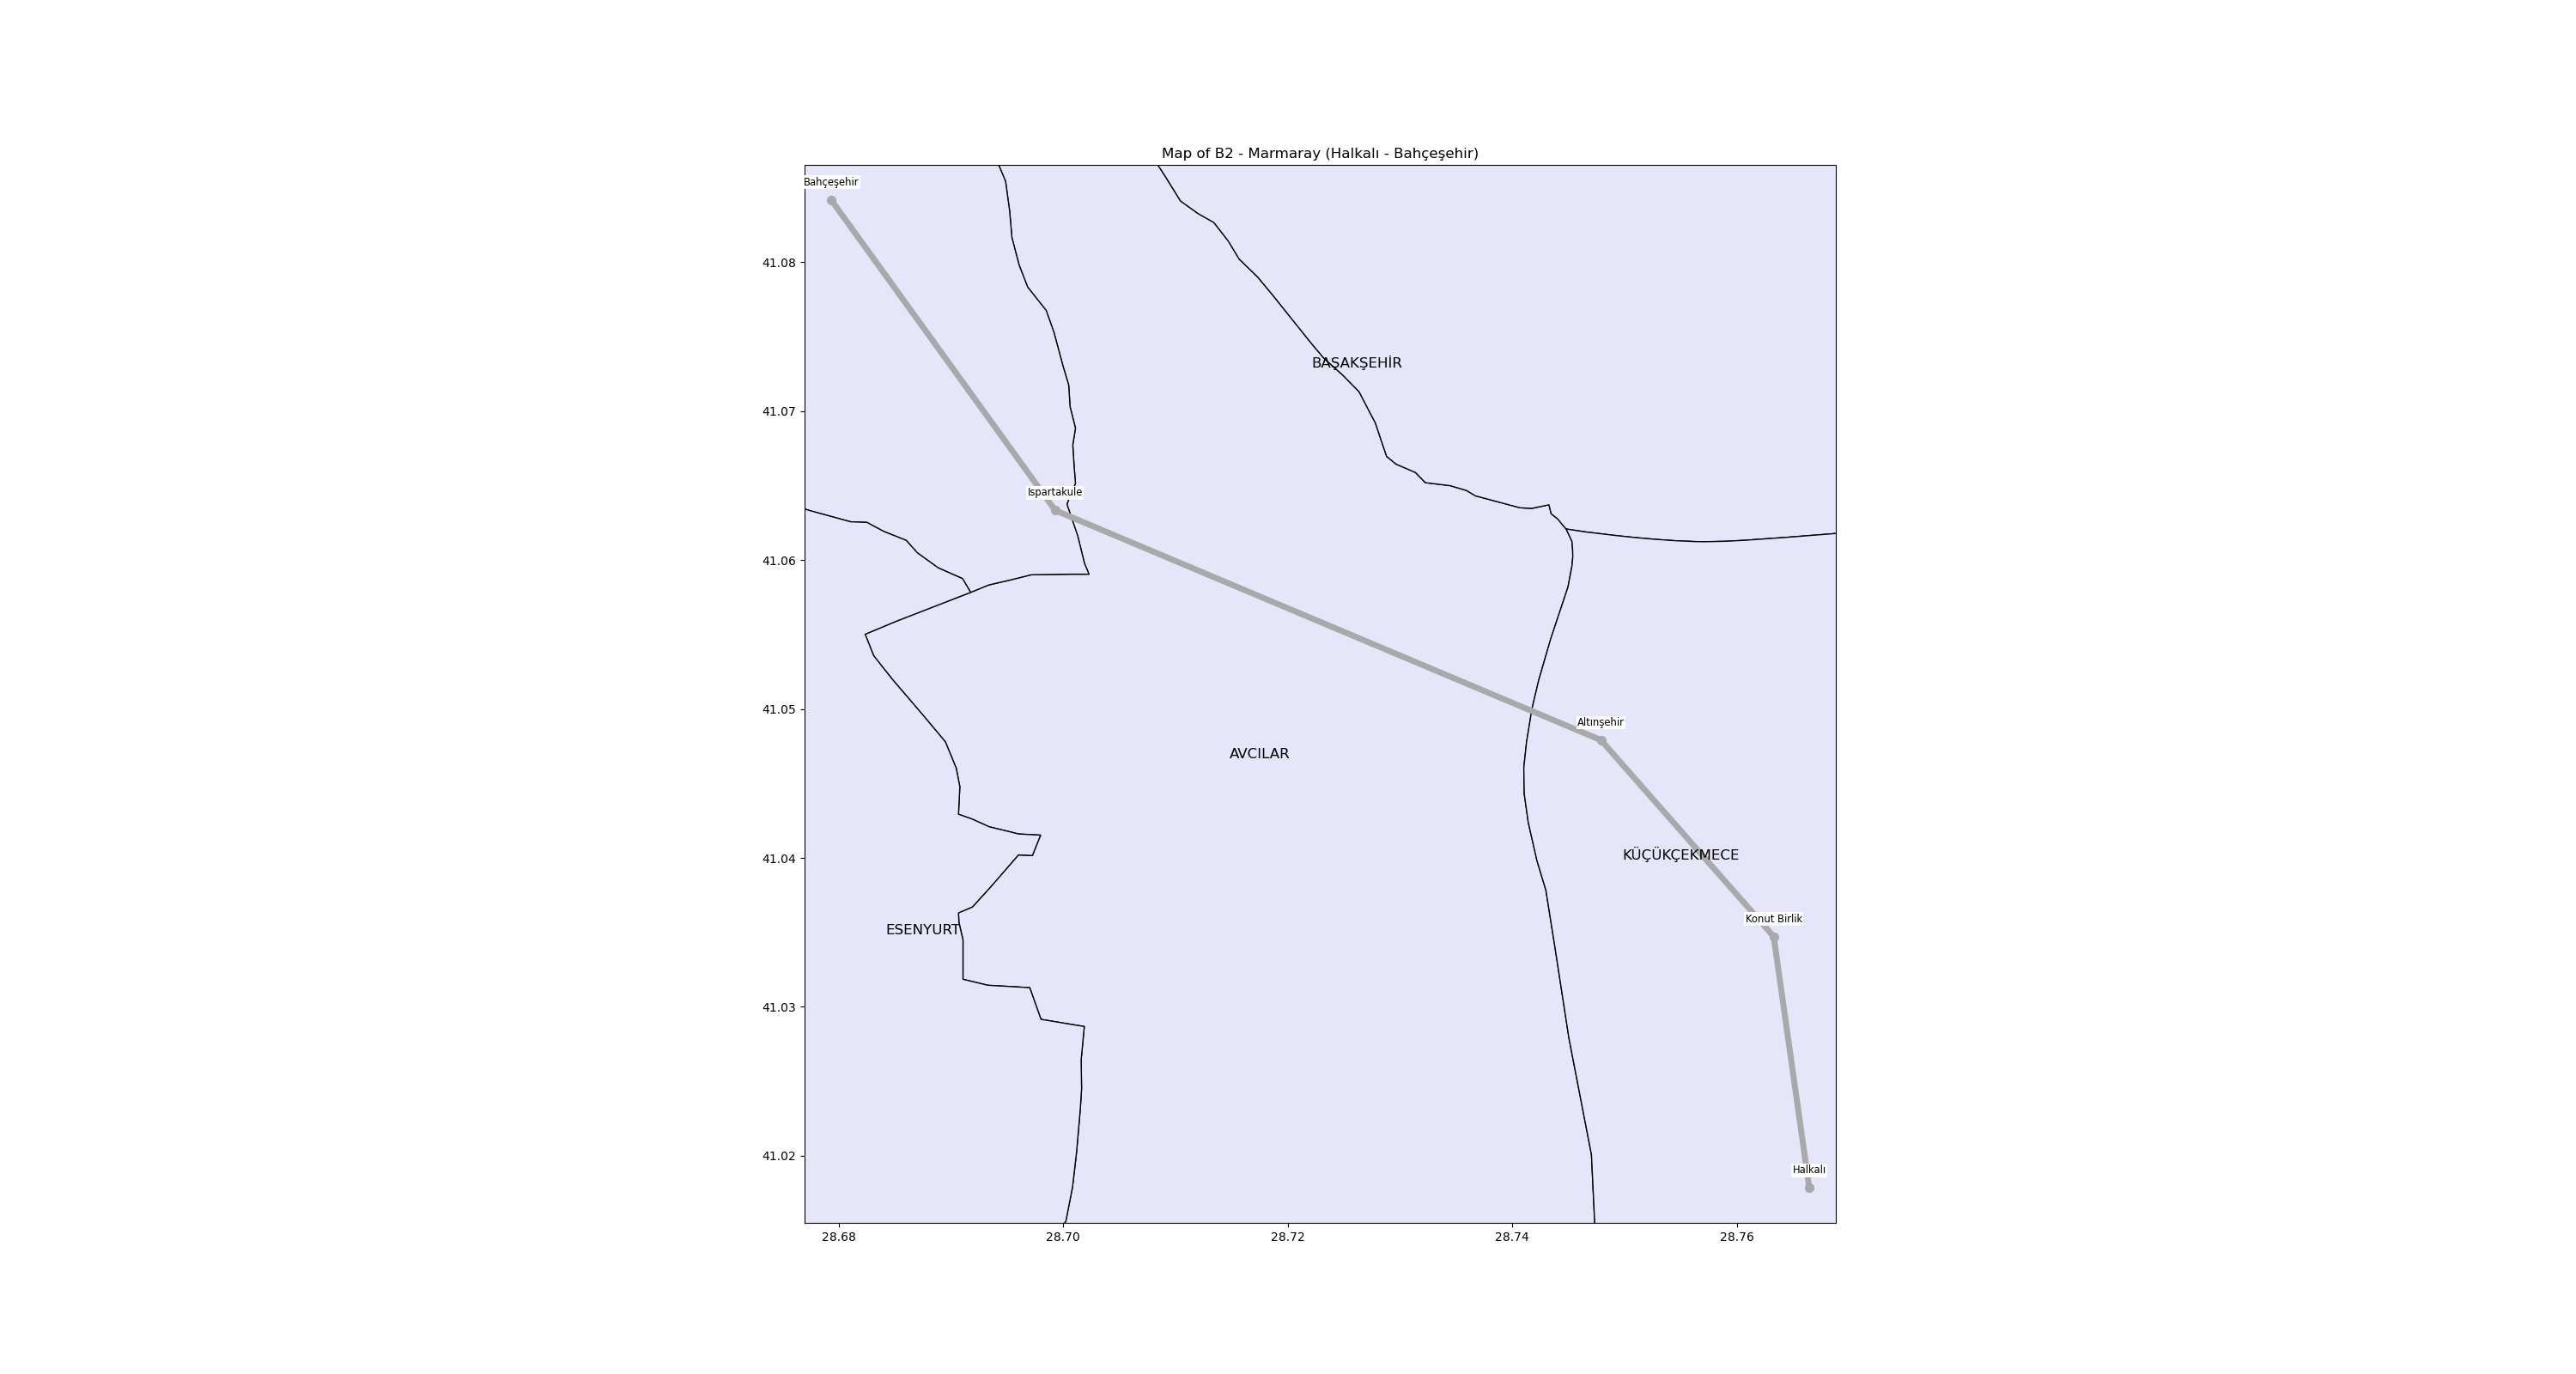 Map of B2 - Marmaray (Halkalı - Bahçeşehir)
Bahçeşehir
41.08
BAŞAKŞEHİR
41.07
Ispartakule
41.06
41.05
Altınşehir
AVCILAR
41.04
KÜÇÜKÇEKMECE
Konut Birlik
ESENYURT
41.03
41.02
Halkalı
28.68 28.70 28.72 28.74 28.76